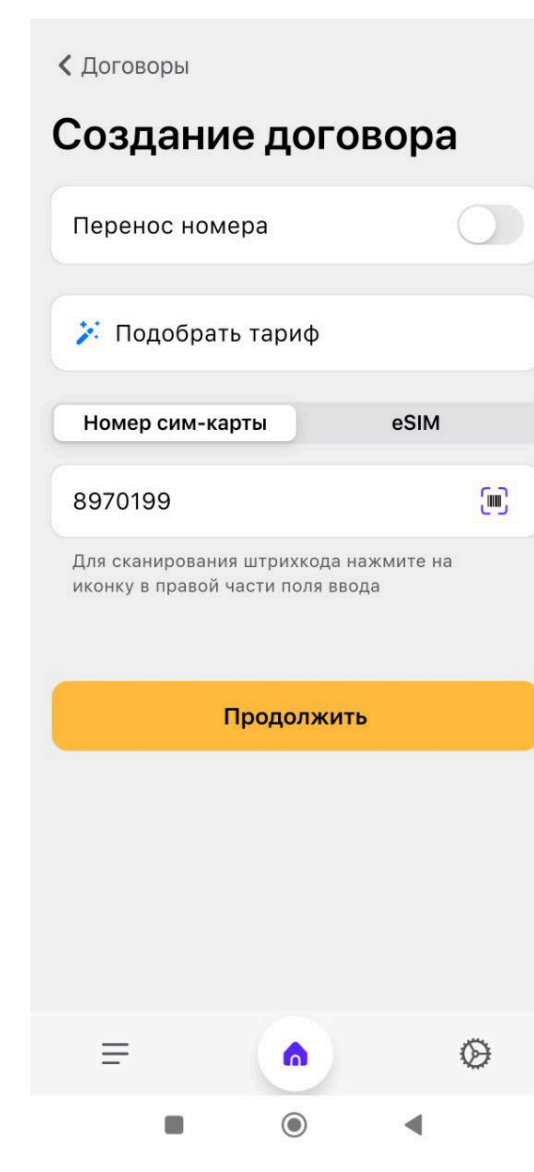 Договоры
Создание договора
Перенос номера
Подобрать тариф
Номер сим-карты eSIM
8970199
Для сканирования штрихкода нажмите на
иконку в правой части поля ввода
Продолжить